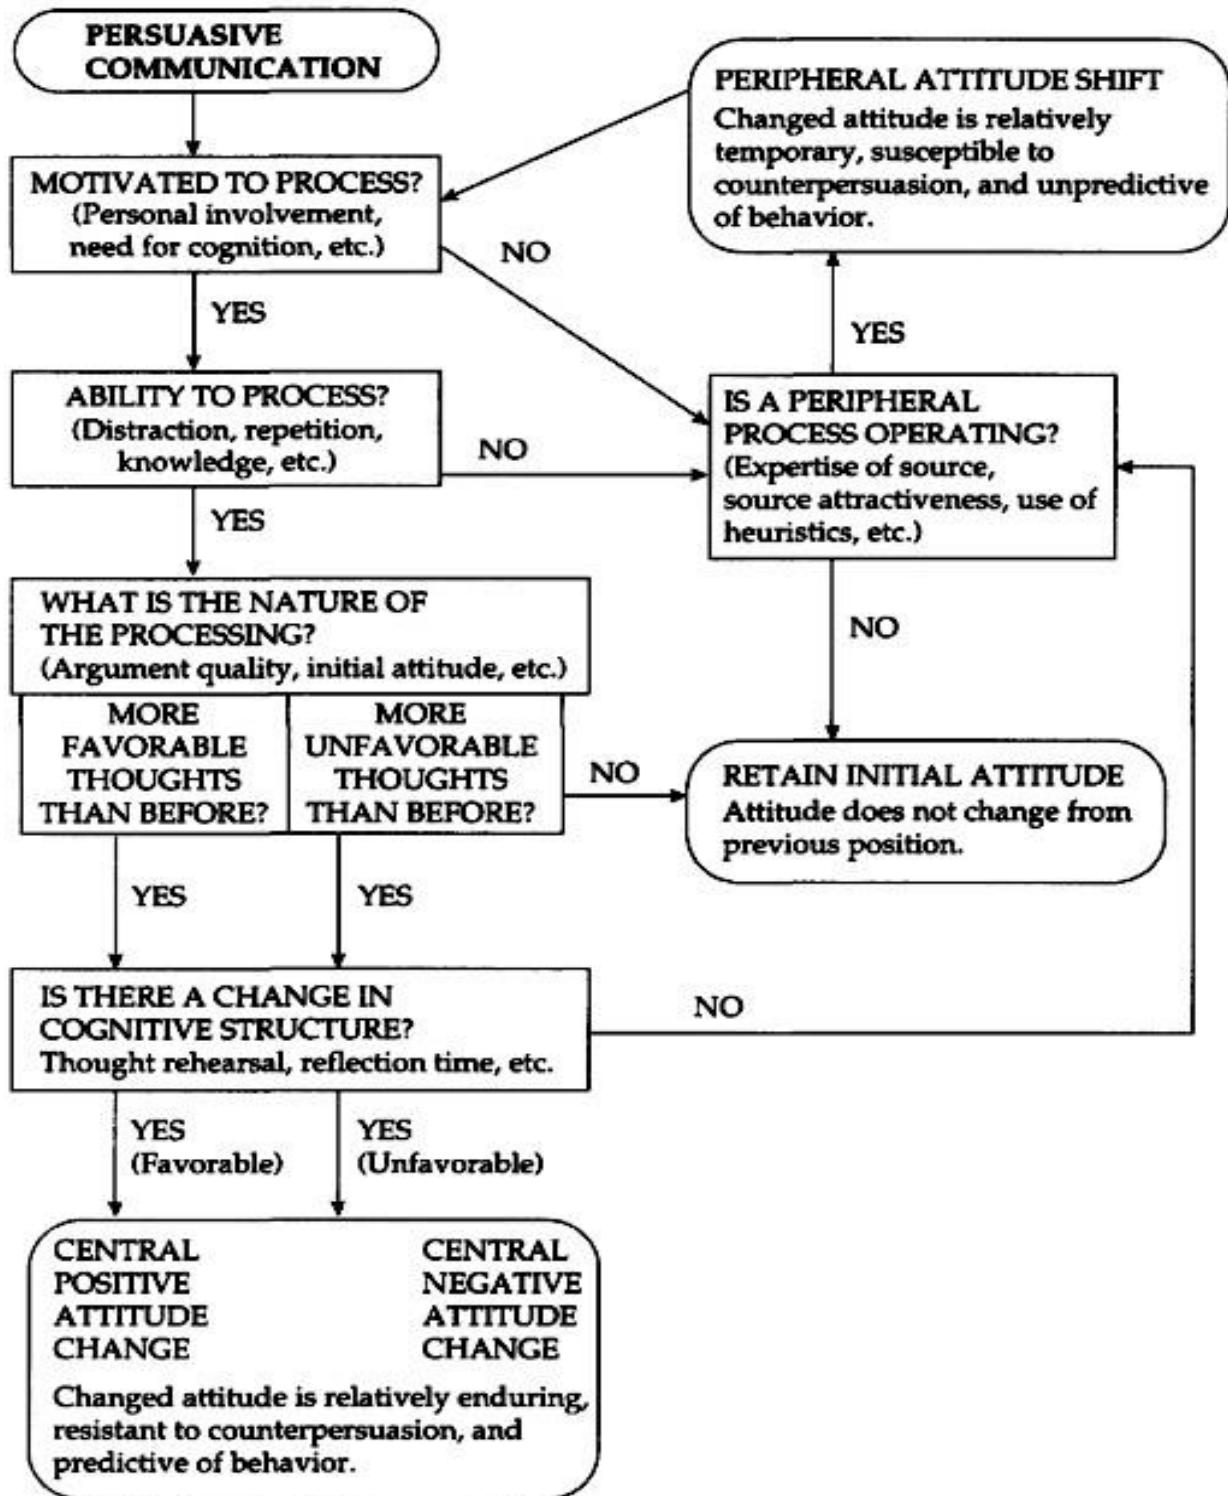 PERSUASIVE
COMMUNICATION
PERIPHERAL ATTITUDE SHIFT
Changed attitude is relatively
temporary, susceptible to
counterpersuasion, and unpredictive
of behavior.
MOTIVATED TO PROCESS?
(Personal involvement,
need for cognition, etc.)
NO
YES
YES
ABILITY TO PROCESS?
(Distraction, repetition,
knowledge, etc.)
NO
IS A PERIPHERAL
PROCESS OPERATING?
(Expertise of source,
source attractiveness, use of
heuristics, etc.)
YES
NO
WHAT IS THE NATURE OF
THE PROCESSING?
(Argument quality, initial attitude, etc.)
MORE
FAVORABLE
THOUGHTS
THAN BEFORE?
MORE
UNFAVORABLE
THOUGHTS
THAN BEFORE?
NO
RETAIN INITIAL ATTITUDE
Attitude does not change from
previous position.
YES
YES
IS THERE A CHANGE IN
COGNITIVE STRUCTURE?
Thought rehearsal, reflection time, etc.
NO
YES
(Favorable)
YES
(Unfavorable)
CENTRAL
POSITIVE
ATTITUDE
CHANGE
CENTRAL
NEGATIVE
ATTITUDE
CHANGE
Changed attitude is relatively enduring,
resistant to counterpersuasion, and
predictive of behavior.